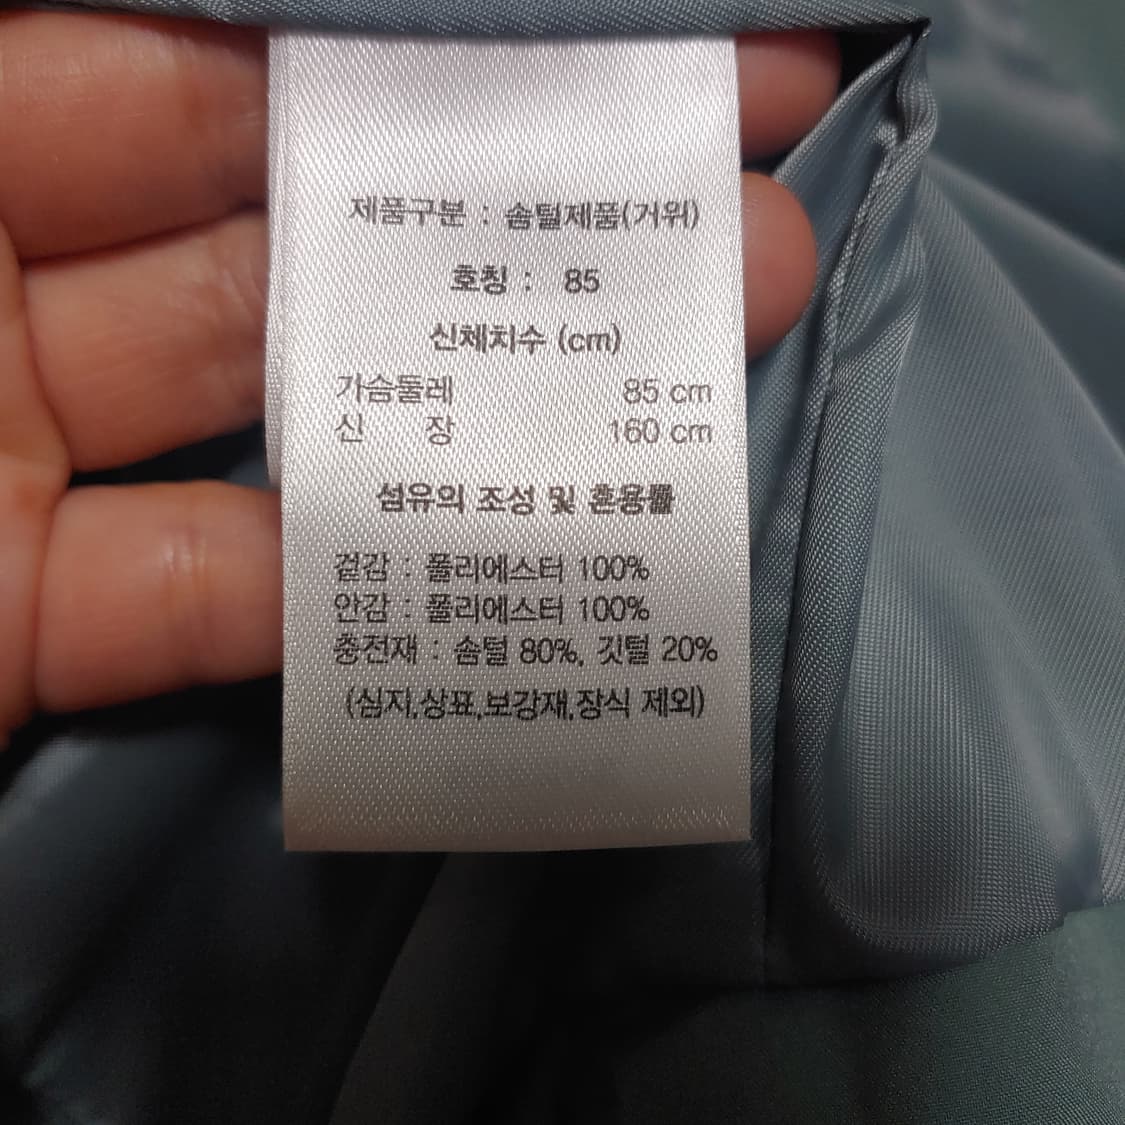 제품구분 : 솜털제품(거위)
호칭 : 85
신체치수 (cm)
가슴둘레 85 cm
신 장 160 cm
섬유의 조성 및 혼용률
겉감 : 폴리에스터 100%
안감 : 폴리에스터 100%
충전재 : 솜털 80%, 깃털 20%
(심지,상표,보강재,장식 제외)